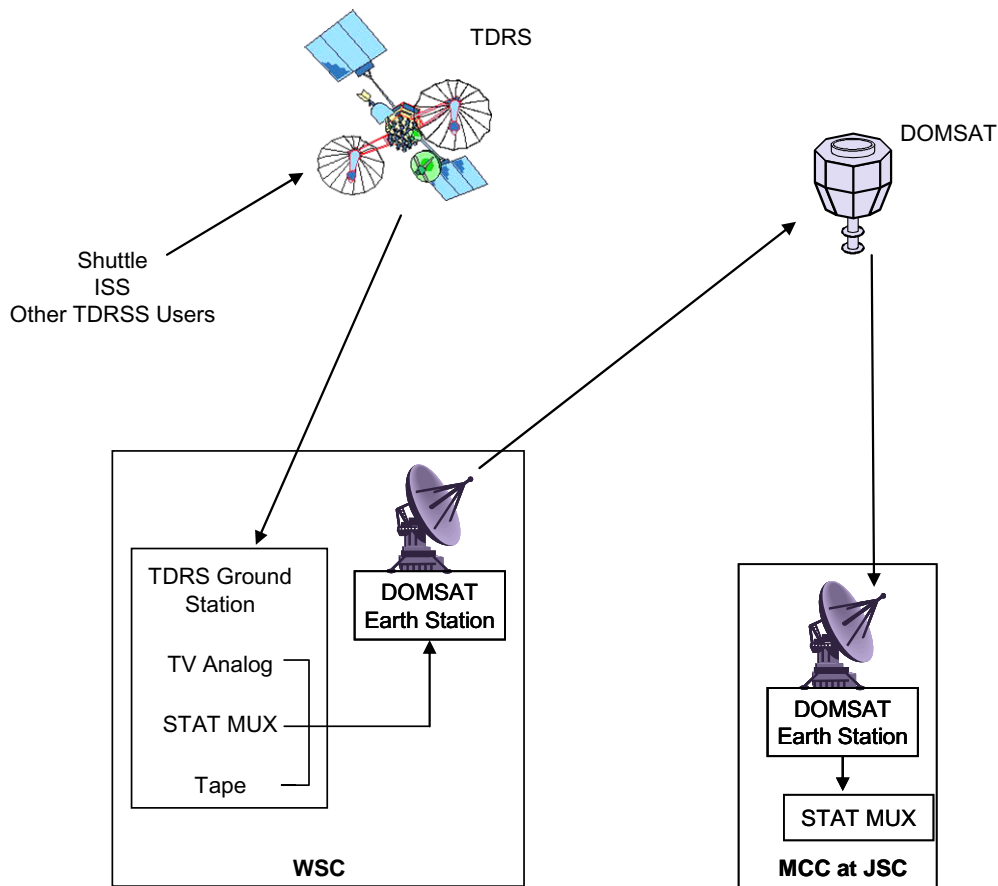 TDRS
DOMSAT
Shuttle
ISS
Other TDRSS Users
TDRS Ground
Station
TV Analog
STAT MUX
Tape
DOMSAT
Earth Station
WSC
DOMSAT
Earth Station
STAT MUX
MCC at JSC